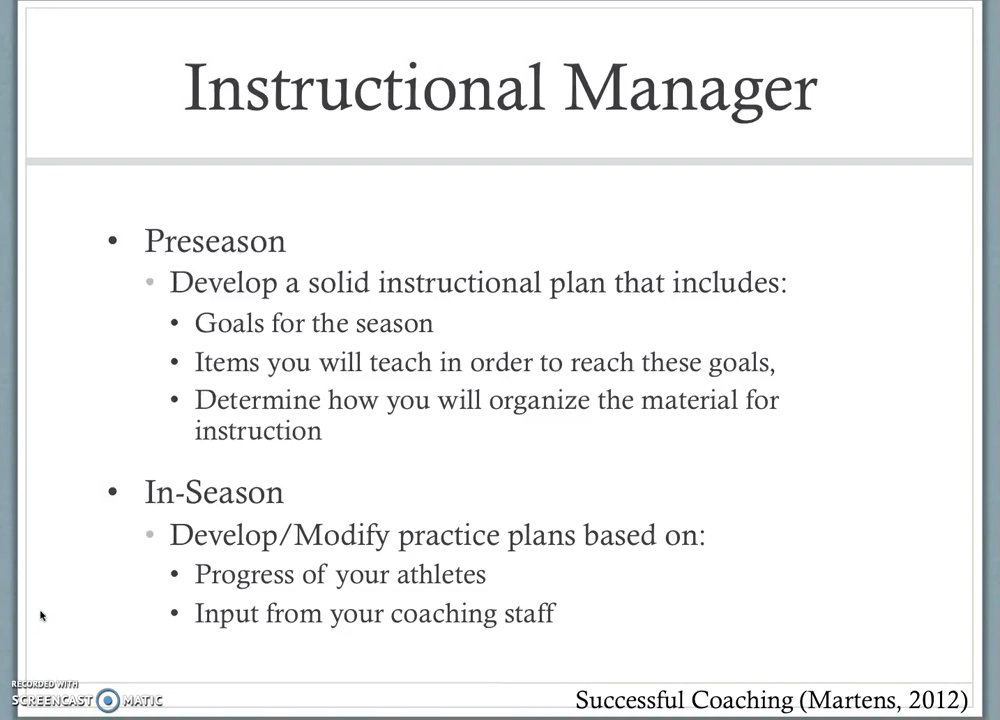 Instructional Manager
• Preseason
• Develop a solid instructional plan that includes:
• Goals for the season
• Items you will teach in order to reach these goals,
• Determine how you will organize the material for
instruction
• In-Season
• Develop/Modify practice plans based on:
• Progress of your athletes
• Input from your coaching staff
RECORDED WITH
SCREENCAST MATIC
Successful Coaching (Martens, 2012)